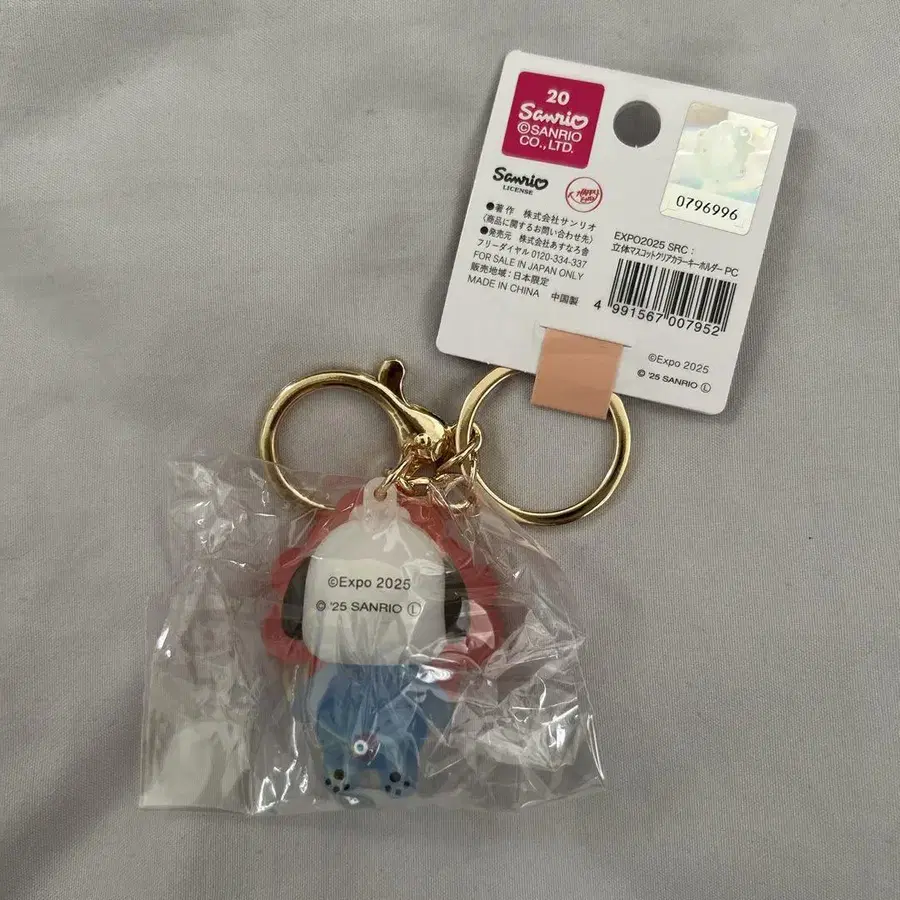 20
Sanrio
©SANRIO
CO.,LTD.
Sanrio
LICENSE
0796996
●著作 株式会社サンリオ
(商品に関するお問い合わせ先)
●発売元 株式会社あすなろ舎
フリーダイヤル 0120-334-337
FOR SALE IN JAPAN ONLY
販売地域:日本限定
MADE IN CHINA 中国製
EXPO2025 SRC:
立体マスコットクリアカラーキーホルダー PC
4 991567 007952
©Expo 2025
© '25 SANRIO Ⓛ
©Expo 2025
© '25 SANRIO Ⓛ